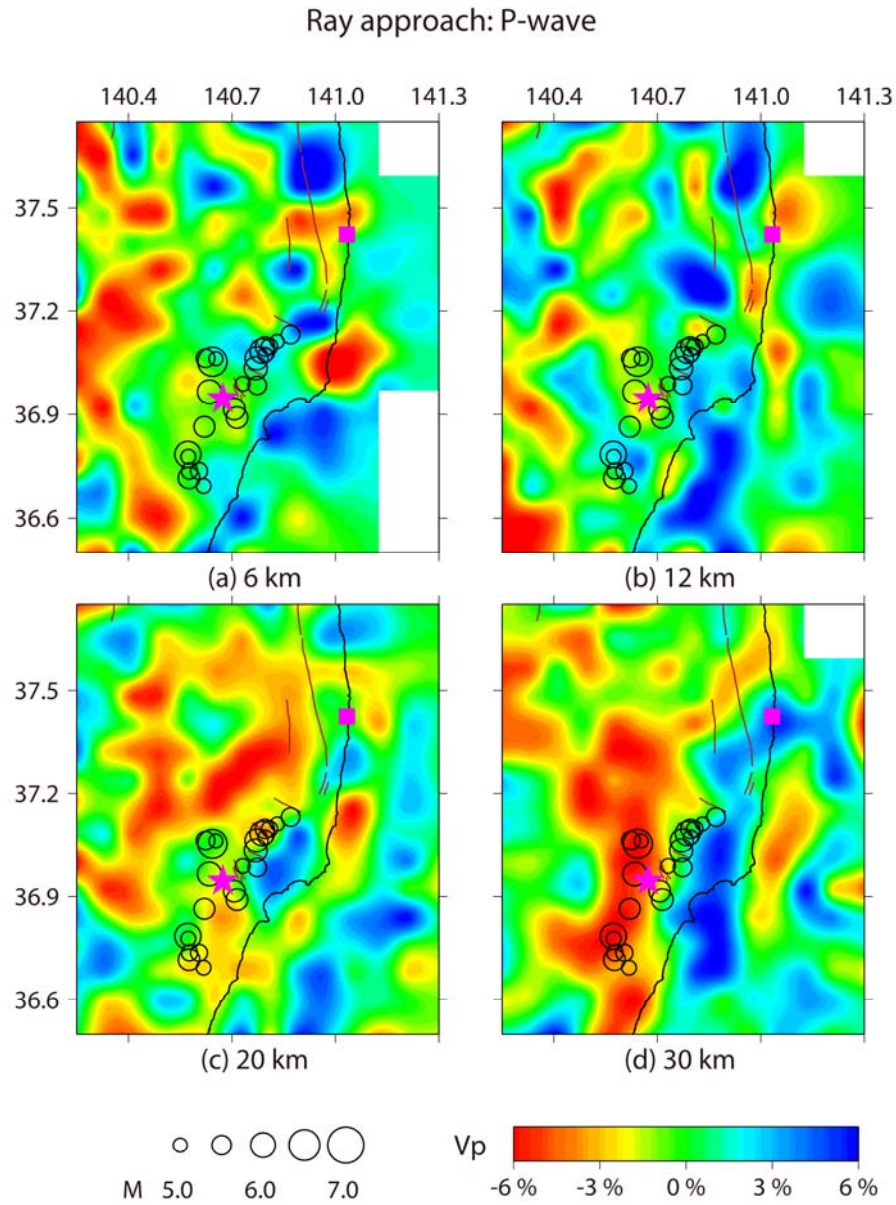 Ray approach: P-wave
140.4 140.7 141.0 141.3 140.4 140.7 141.0 141.3
37.5
37.2
36.9
36.6
(a) 6 km (b) 12 km
37.5
37.2
36.9
36.6
(c) 20 km (d) 30 km
Vp
M 5.0 6.0 7.0 -6 % -3 % 0 % 3 % 6 %